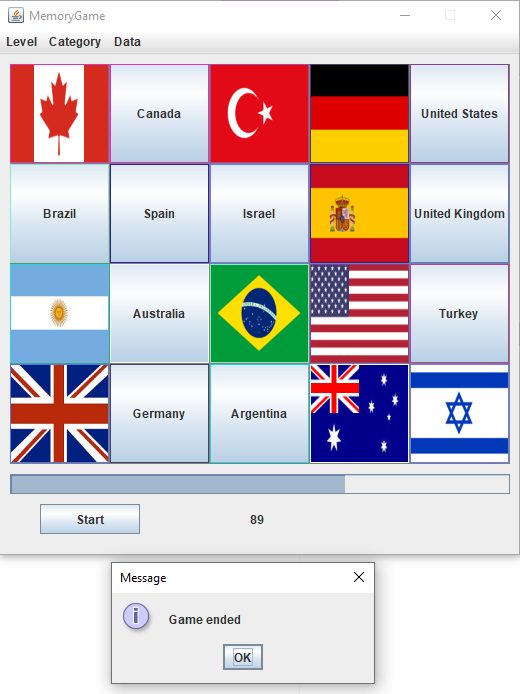 MemoryGame
Level Category Data
Canada
United States
Brazil
Spain
Israel
United Kingdom
Australia
Turkey
Germany
Argentina
Start
89
Message
Game ended
OK